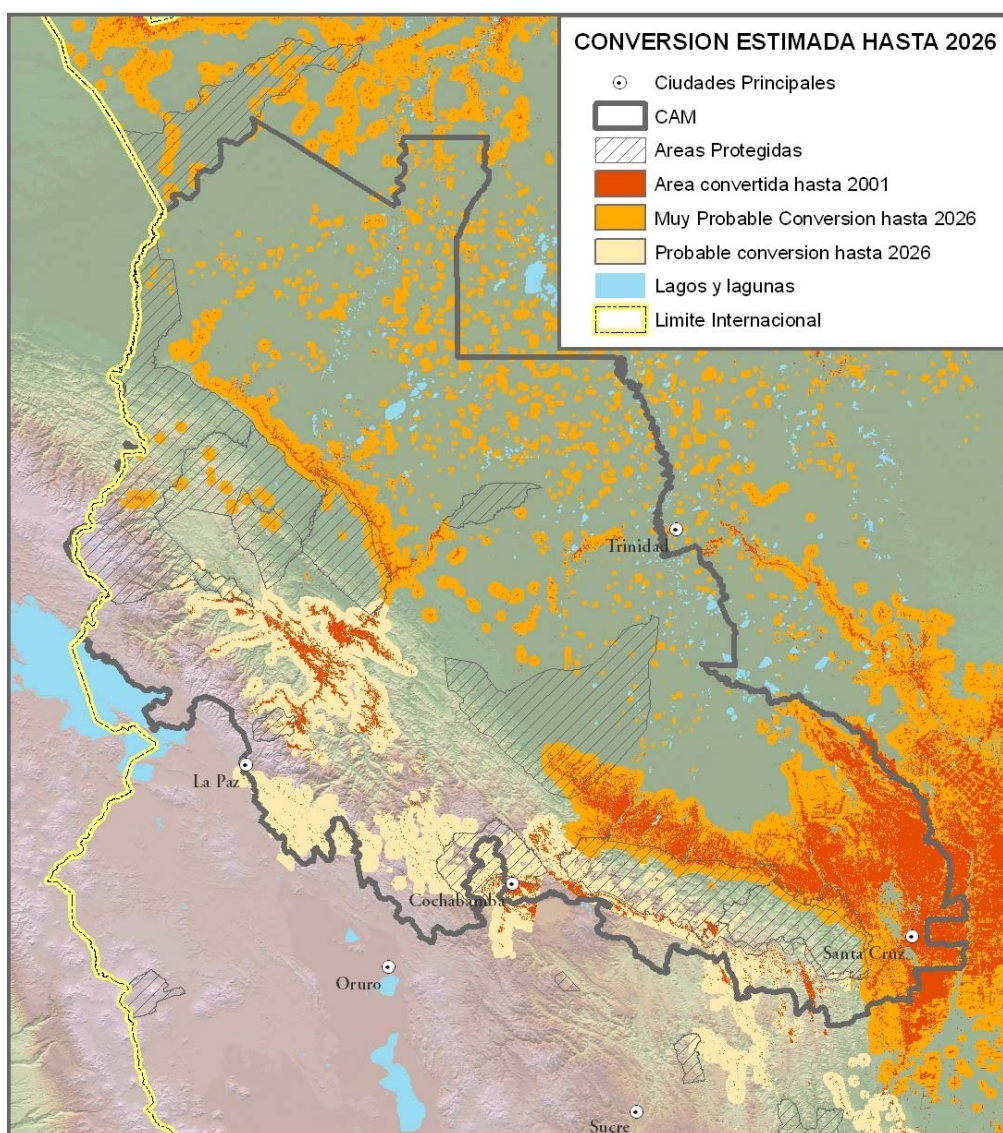 CONVERSION ESTIMADA HASTA 2026
Ciudades Principales
CAM
Areas Protegidas
Area convertida hasta 2001
Muy Probable Conversion hasta 2026
Probable conversion hasta 2026
Lagos y lagunas
Limite Internacional
Trinidad
La Paz
Cochabamba
Santa Cruz
Oruro
Sucre